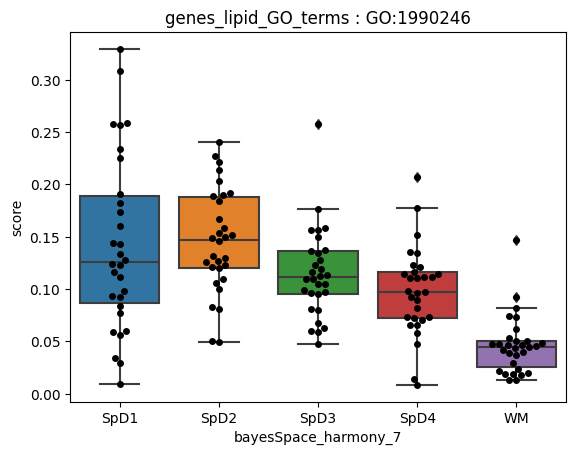 genes_lipid_GO_terms : GO:1990246
score
0.30
0.25
0.20
0.15
0.10
0.05
0.00
SpD1 SpD2 SpD3 SpD4 WM
bayesSpace_harmony_7